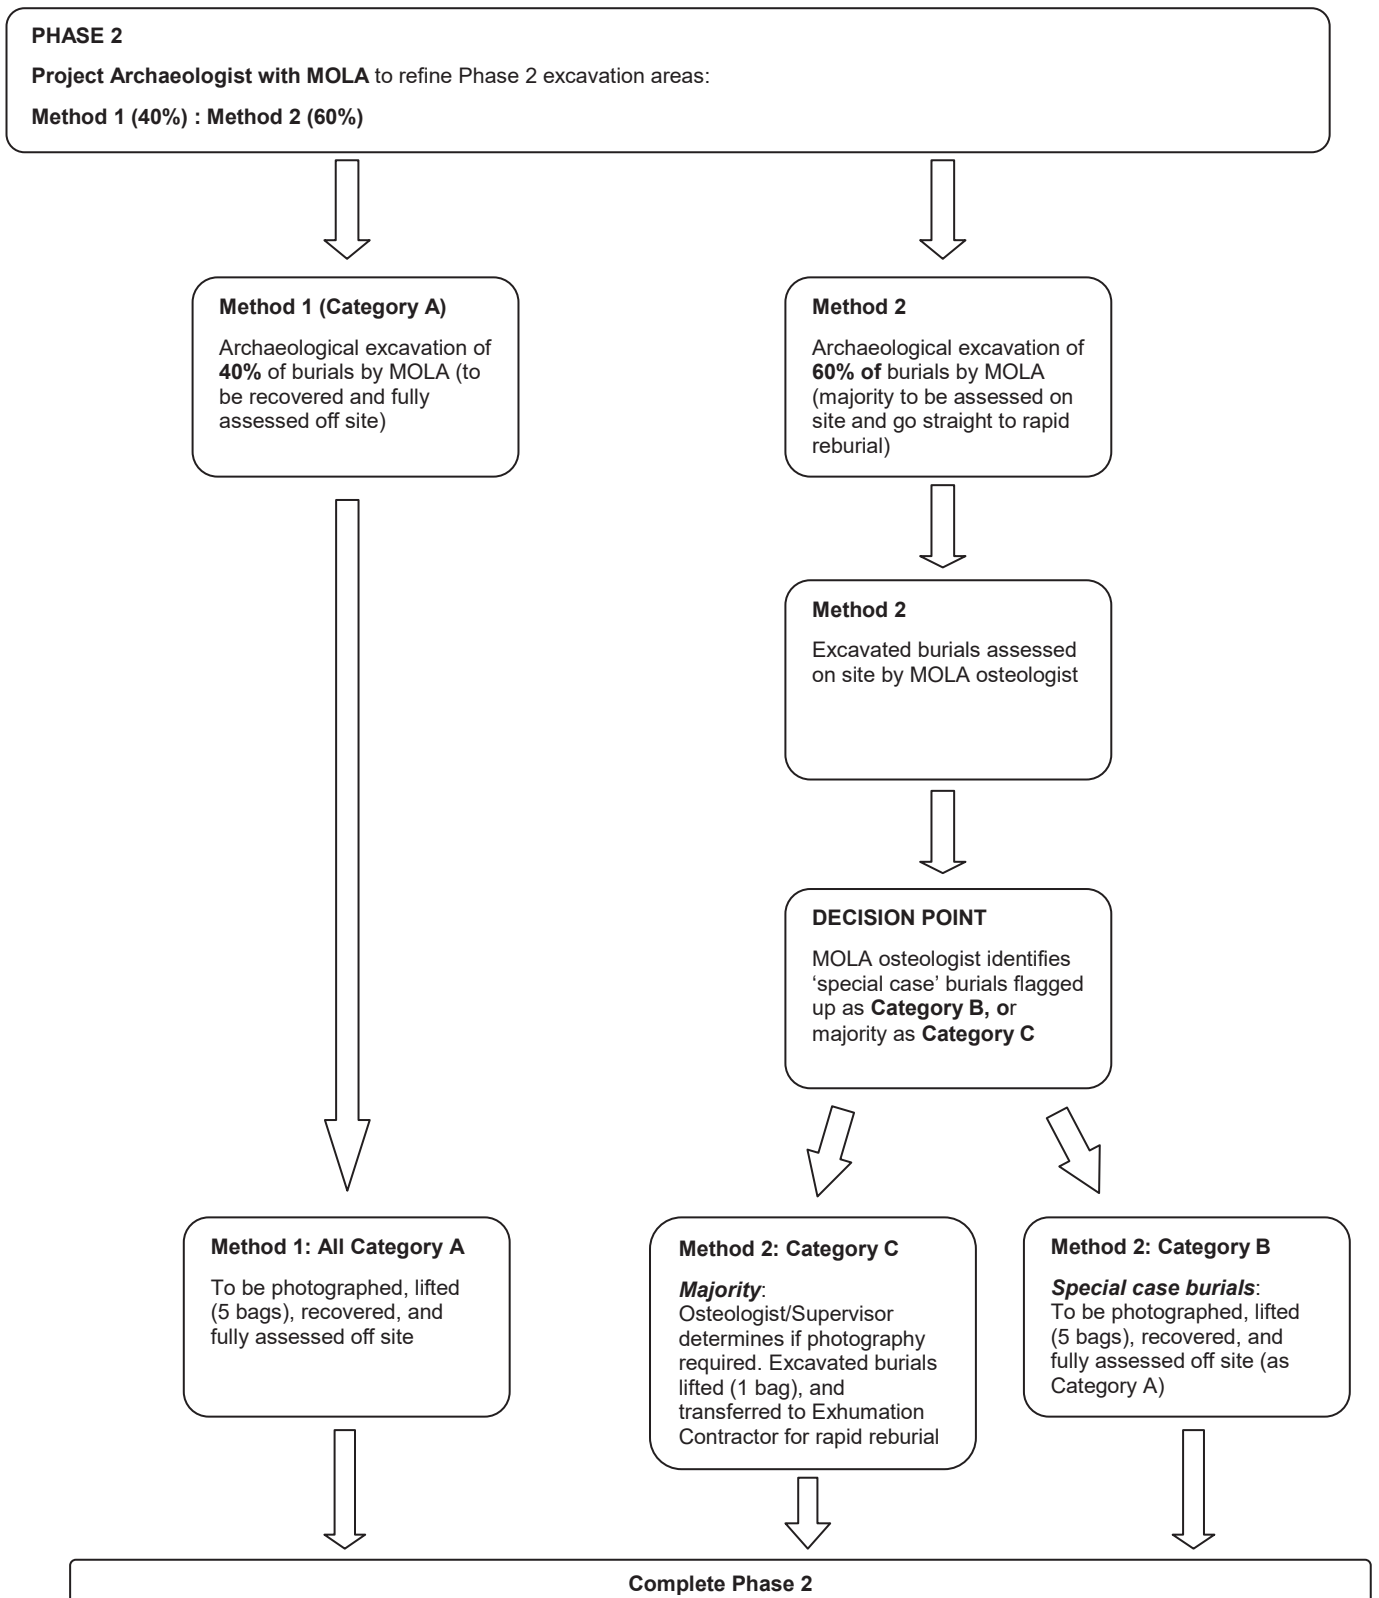 PHASE 2
Project Archaeologist with MOLA to refine Phase 2 excavation areas:
Method 1 (40%) : Method 2 (60%)
Method 1 (Category A)
Archaeological excavation of
40% of burials by MOLA (to
be recovered and fully
assessed off site)
Method 2
Archaeological excavation of
60% of burials by MOLA
(majority to be assessed on
site and go straight to rapid
reburial)
Method 2
Excavated burials assessed
on site by MOLA osteologist
DECISION POINT
MOLA osteologist identifies
‘special case’ burials flagged
up as Category B, or
majority as Category C
Method 1: All Category A
To be photographed, lifted
(5 bags), recovered, and
fully assessed off site
Method 2: Category C
Majority:
Osteologist/Supervisor
determines if photography
required. Excavated burials
lifted (1 bag), and
transferred to Exhumation
Contractor for rapid reburial
Method 2: Category B
Special case burials:
To be photographed, lifted
(5 bags), recovered, and
fully assessed off site (as
Category A)
Complete Phase 2